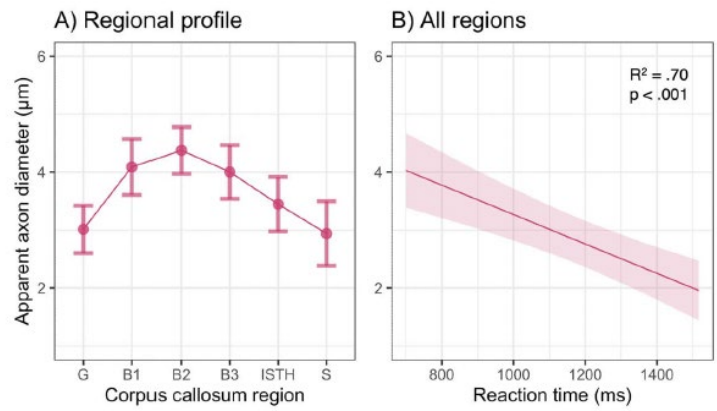 A) Regional profile
Apparent axon diameter (μm)
6
4
2
G B1 B2 B3 ISTH S
Corpus callosum region
B) All regions
R² = .70
p < .001
6
4
2
800 1000 1200 1400
Reaction time (ms)